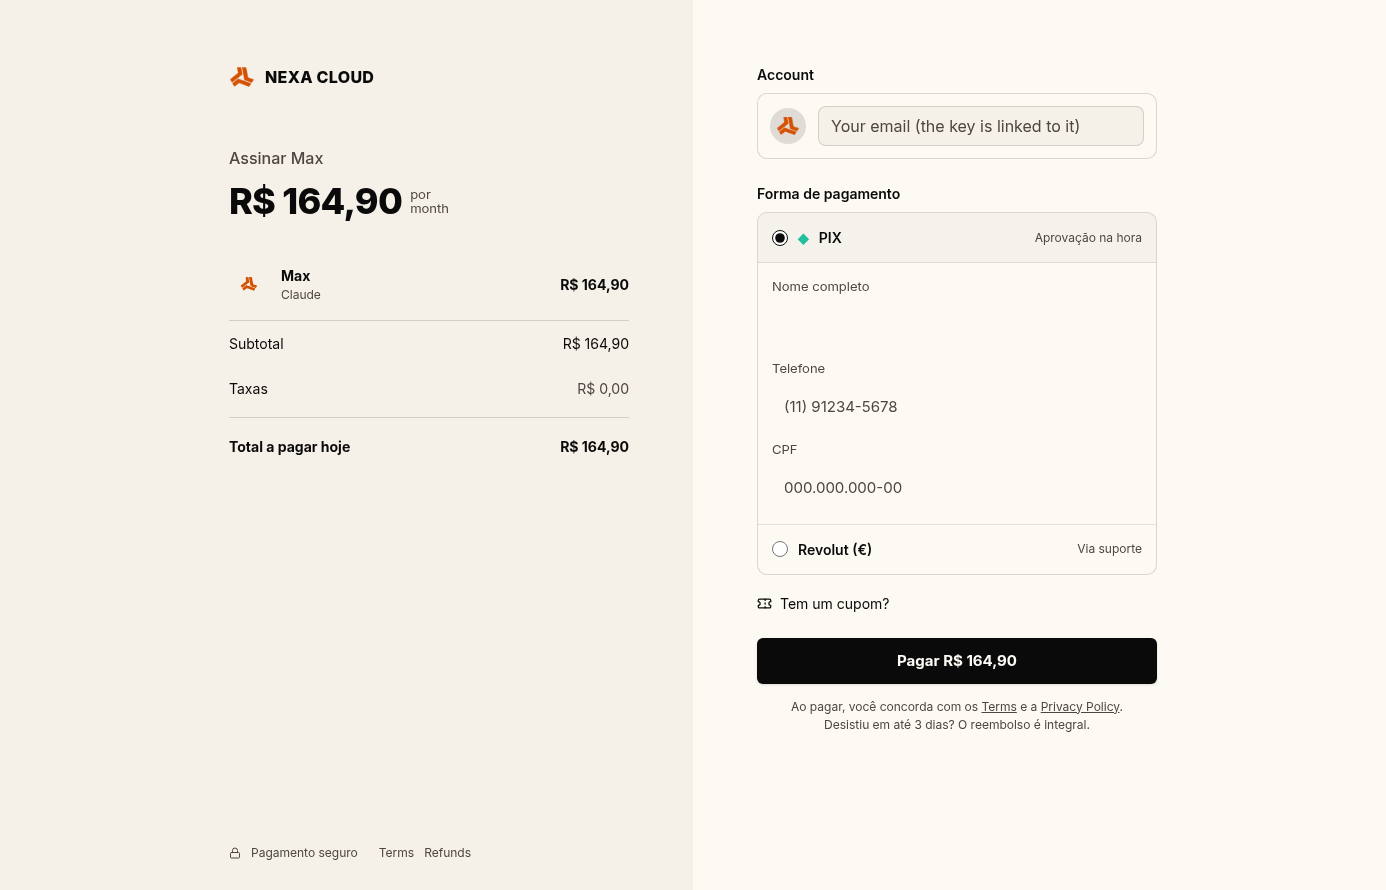 NEXA CLOUD
Assinar Max
R$ 164,90 por
month
Max
Claude
R$ 164,90
Subtotal R$ 164,90
Taxas R$ 0,00
Total a pagar hoje R$ 164,90
Pagamento seguro Terms Refunds
Account
Your email (the key is linked to it)
Forma de pagamento
PIX Aprovação na hora
Nome completo
Telefone
(11) 91234-5678
CPF
000.000.000-00
Revolut (€) Via suporte
Tem um cupom?
Pagar R$ 164,90
Ao pagar, você concorda com os Terms e a Privacy Policy.
Desistiu em até 3 dias? O reembolso é integral.